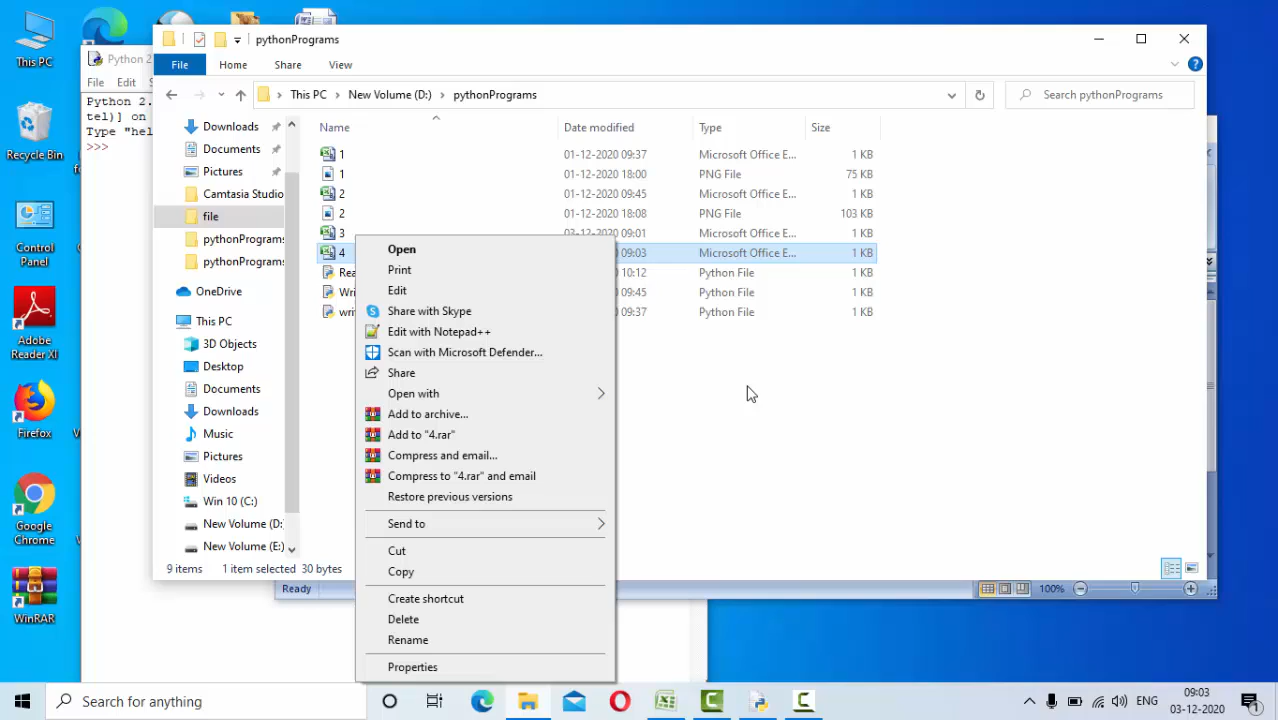 This PC
Recycle Bin
Control
Panel
Adobe
Reader XI
Firefox
Google
Chrome
WinRAR
Python 2
File Edit
Python 2.
tel)] on
Type "hel
>>>
pythonPrograms
File Home Share View
This PC New Volume (D:) pythonPrograms
Search pythonPrograms
Downloads
Documents
Pictures
Camtasia Studio
file
pythonPrograms
pythonPrograms
OneDrive
This PC
3D Objects
Desktop
Documents
Downloads
Music
Pictures
Videos
Win 10 (C:)
New Volume (D:
New Volume (E:)
Name Date modified Type Size
1 01-12-2020 09:37 Microsoft Office E... 1 KB
1 01-12-2020 18:00 PNG File 75 KB
2 01-12-2020 09:45 Microsoft Office E... 1 KB
2 01-12-2020 18:08 PNG File 103 KB
3 03-12-2020 09:01 Microsoft Office E... 1 KB
4 20 09:03 Microsoft Office E... 1 KB
Rea 20 10:12 Python File 1 KB
Wri 20 09:45 Python File 1 KB
wri 20 09:37 Python File 1 KB
Open
Print
Edit
Share with Skype
Edit with Notepad++
Scan with Microsoft Defender...
Share
Open with
Add to archive...
Add to "4.rar"
Compress and email...
Compress to "4.rar" and email
Restore previous versions
Send to
Cut
Copy
Create shortcut
Delete
Rename
Properties
9 items 1 item selected 30 bytes
Ready 100%
Search for anything
ENG
09:03
03-12-2020
1